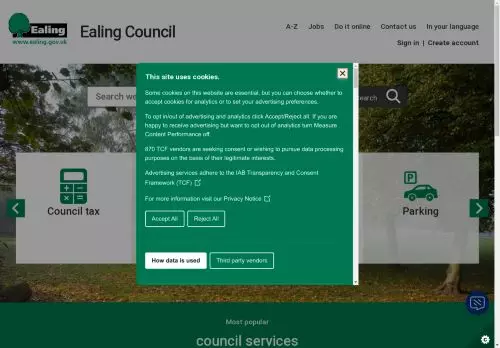 Ealing
www.ealing.gov.uk
Ealing Council
A-Z Jobs Do it online Contact us In your language
Sign in | Create account
Search we
search
This site uses cookies.
Some cookies on this website are essential, but you can choose whether to
accept cookies for analytics or to set your advertising preferences.
To opt in/out of advertising and analytics click Accept/Reject all. If you are
happy to receive advertising but want to opt out of analytics turn Measure
Content Performance off.
870 TCF vendors are seeking consent or wishing to pursue data processing
purposes on the basis of their legitimate interests.
Advertising services adhere to the IAB Transparency and Consent
Framework (TCF)
For more information visit our Privacy Notice
Accept All Reject All
How data is used Third party vendors
Council tax
P
Parking
Most popular
council services